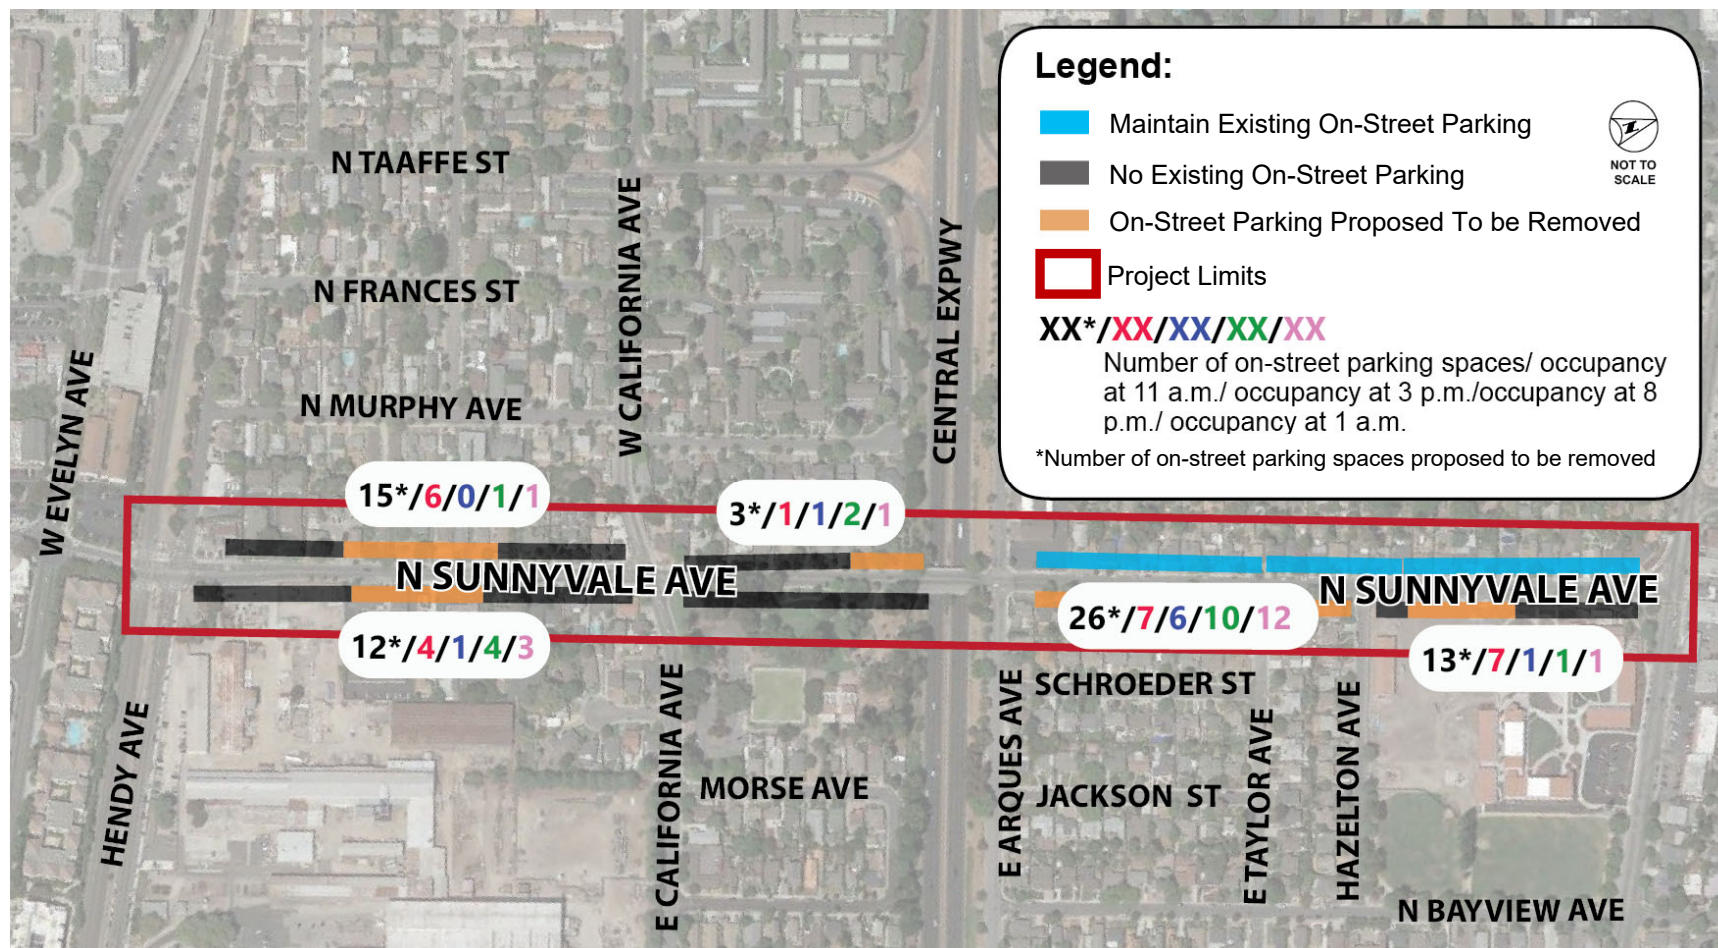 Legend:
Maintain Existing On-Street Parking
No Existing On-Street Parking
On-Street Parking Proposed To be Removed
Project Limits
XX*/XX/XX/XX/XX
Number of on-street parking spaces/ occupancy
at 11 a.m./ occupancy at 3 p.m./occupancy at 8
p.m./ occupancy at 1 a.m.
*Number of on-street parking spaces proposed to be removed
NOT TO
SCALE
N TAAFFE ST
N FRANCES ST
N MURPHY AVE
W CALIFORNIA AVE
CENTRAL EXPWY
W EVELYN AVE
15*/6/0/1/1
3*/1/1/2/1
N SUNNYVALE AVE
N SUNNYVALE AVE
12*/4/1/4/3
26*/7/6/10/12
13*/7/1/1/1
HENDY AVE
E CALIFORNIA AVE
MORSE AVE
E ARQUES AVE
SCHROEDER ST
JACKSON ST
E TAYLOR AVE
HAZELTON AVE
N BAYVIEW AVE